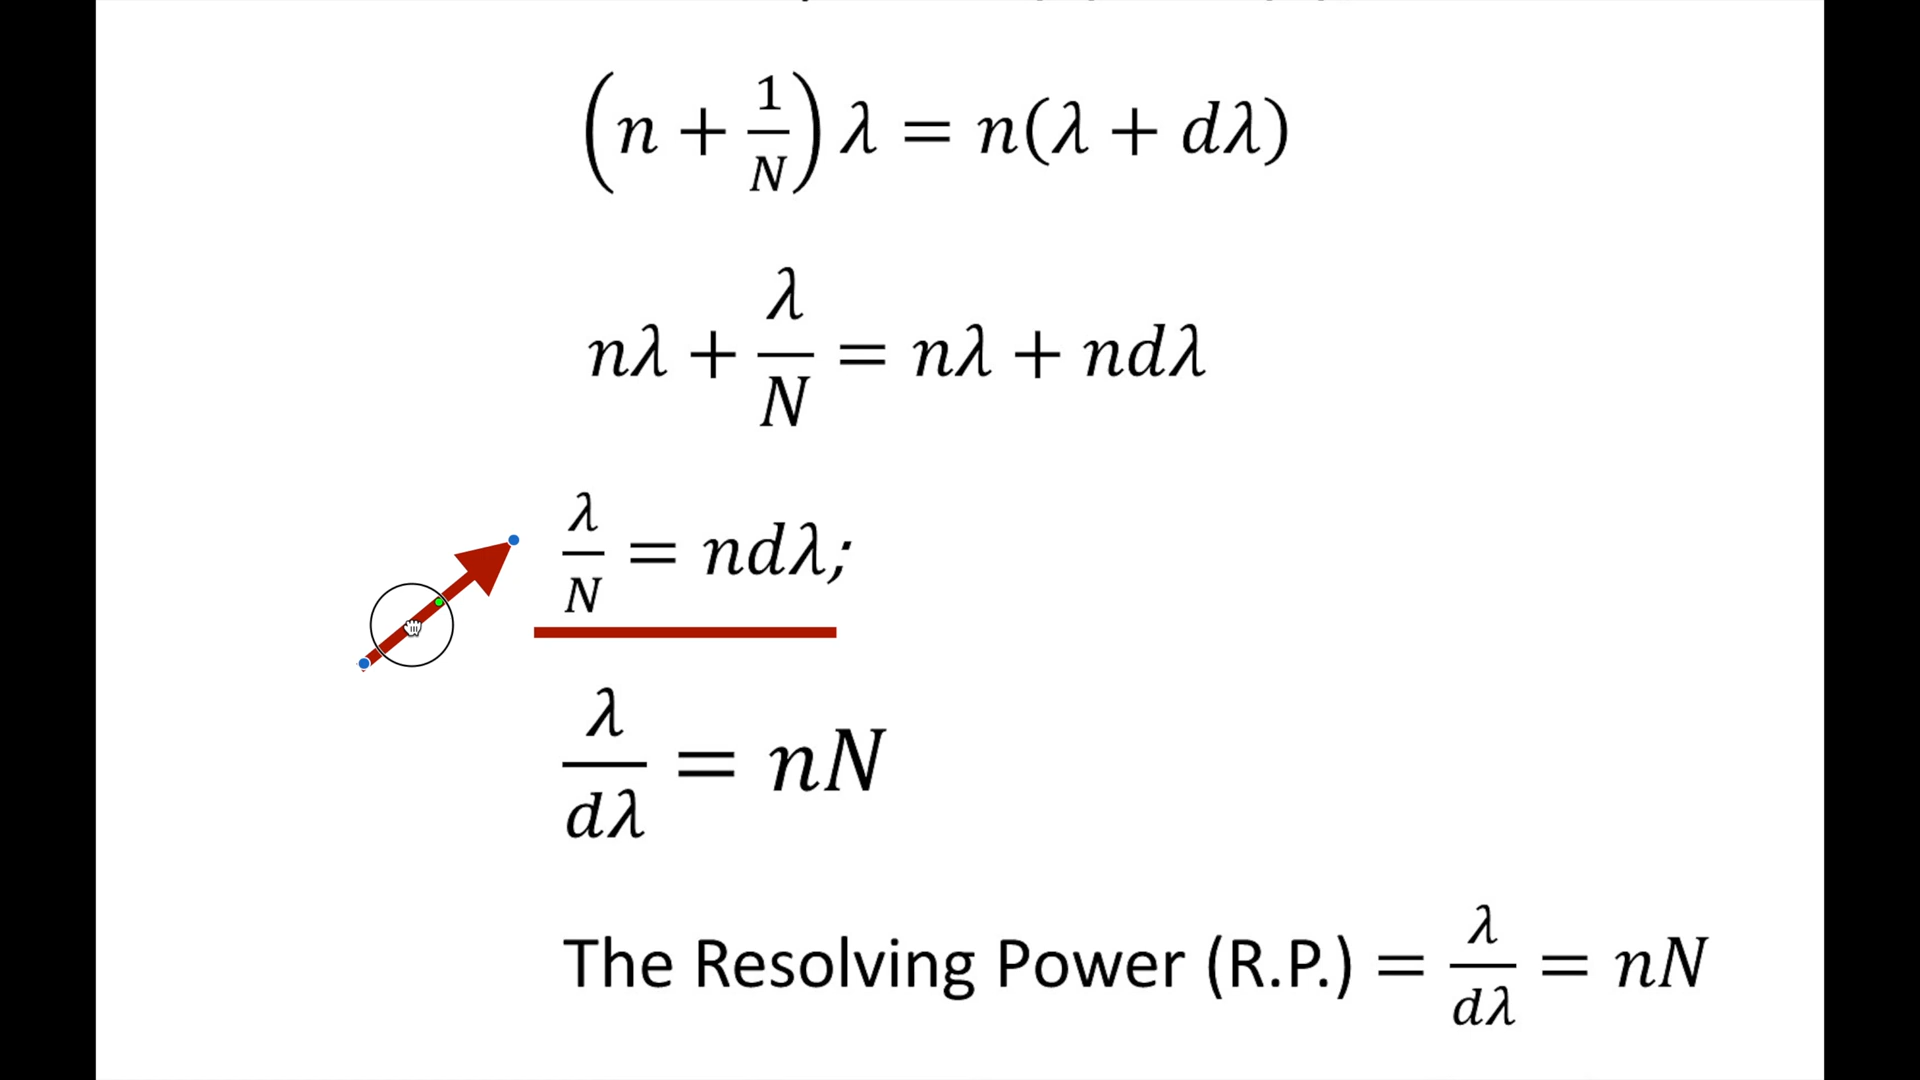 (n + 1/N) λ = n(λ + dλ)
nλ + λ/N = nλ + ndλ
λ/N = ndλ;
λ/dλ = nN
The Resolving Power (R.P.) = λ/dλ = nN